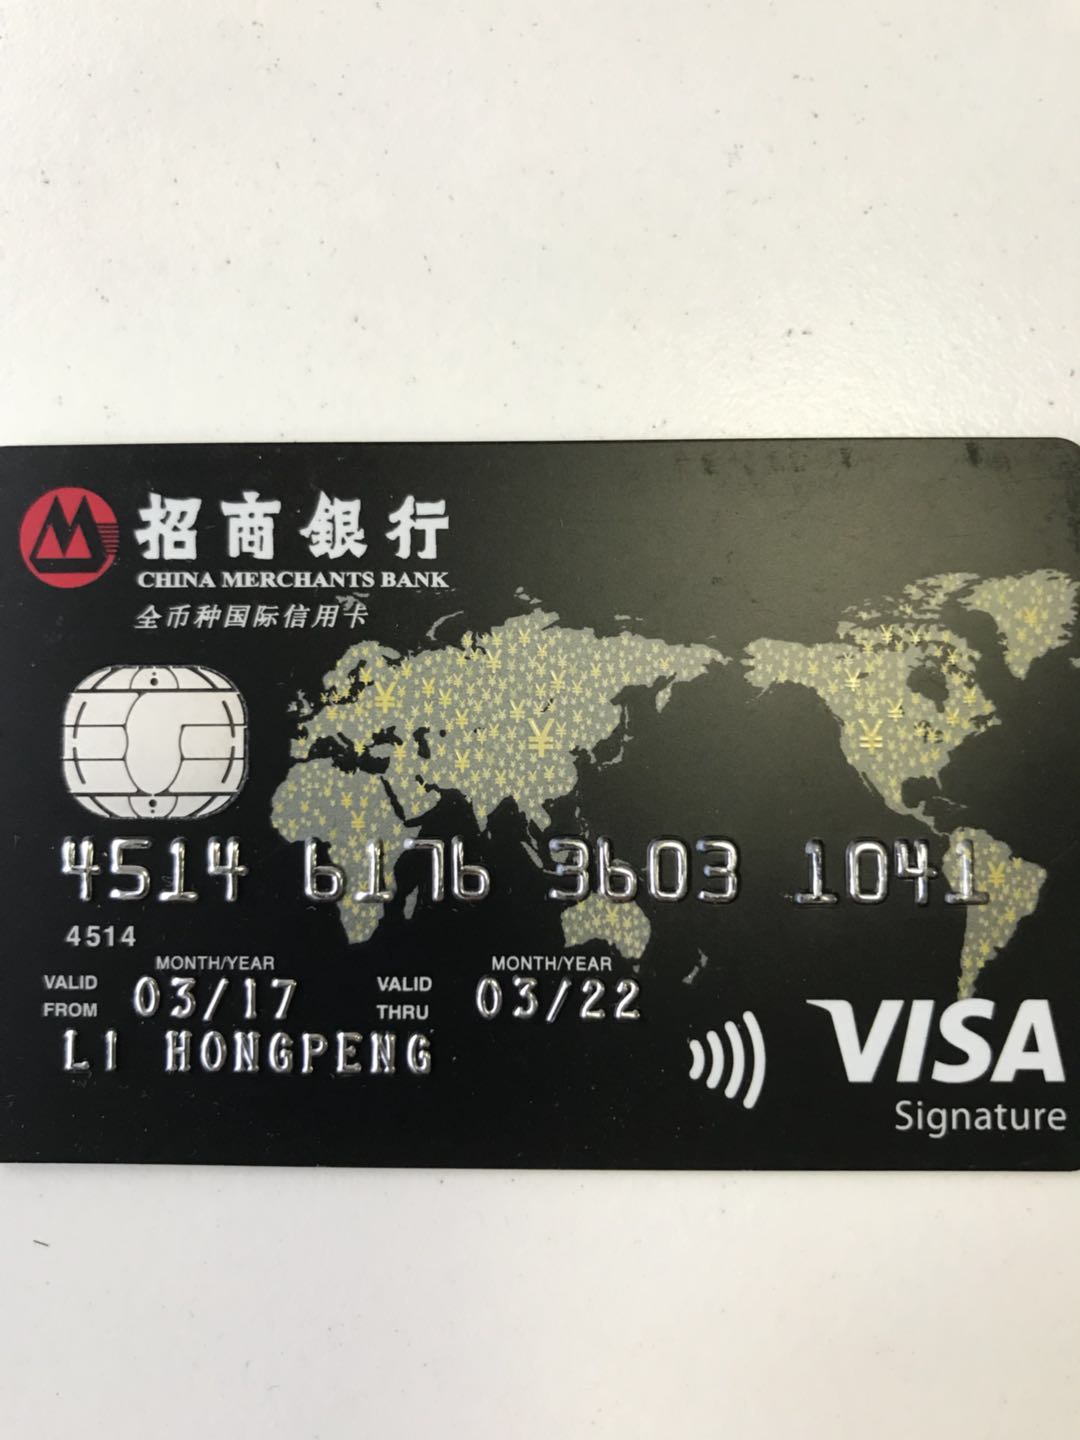 招商銀行
CHINA MERCHANTS BANK
全币种国际信用卡
4514 6176 3603 1041
4514
MONTH/YEAR MONTH/YEAR
VALID FROM 03/17 VALID THRU 03/22
LI HONGPENG
VISA
Signature